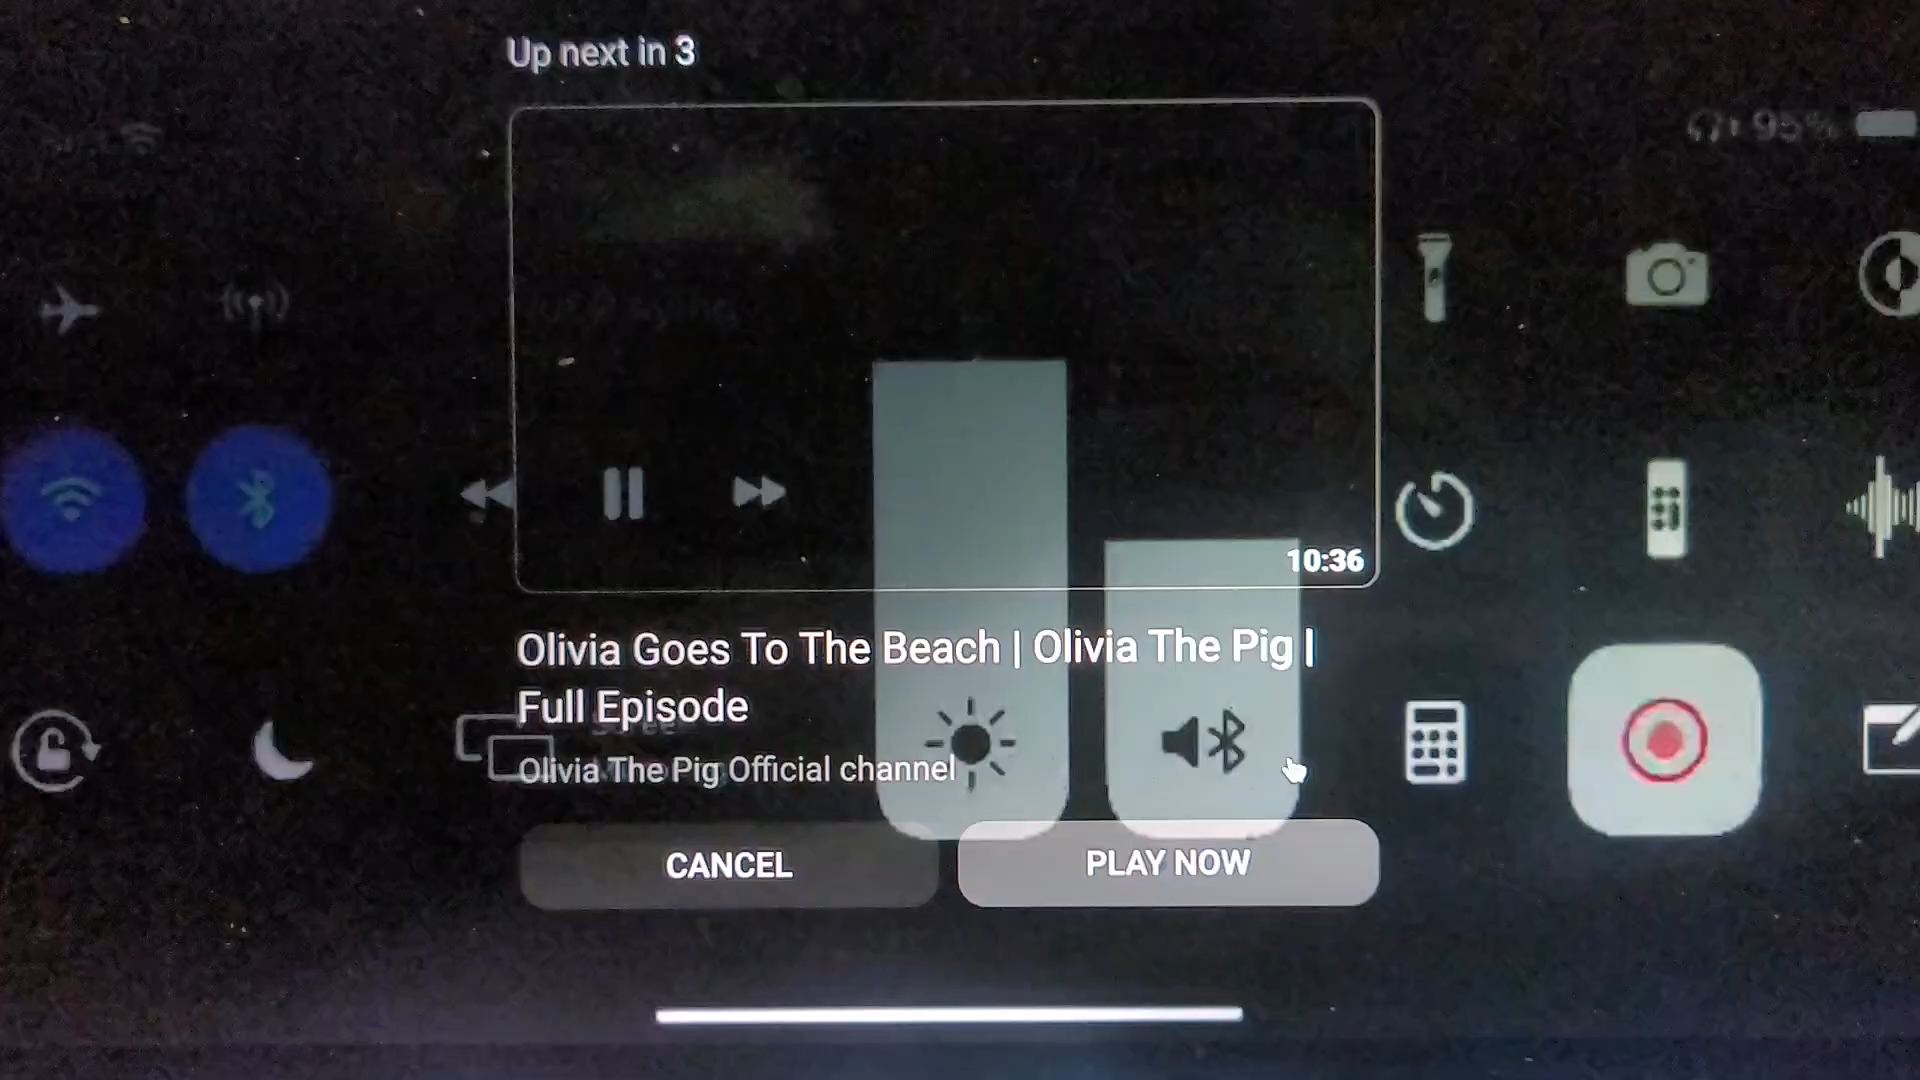 Up next in 3
95%
10:36
Olivia Goes To The Beach | Olivia The Pig |
Full Episode
Olivia The Pig Official channel
CANCEL
PLAY NOW